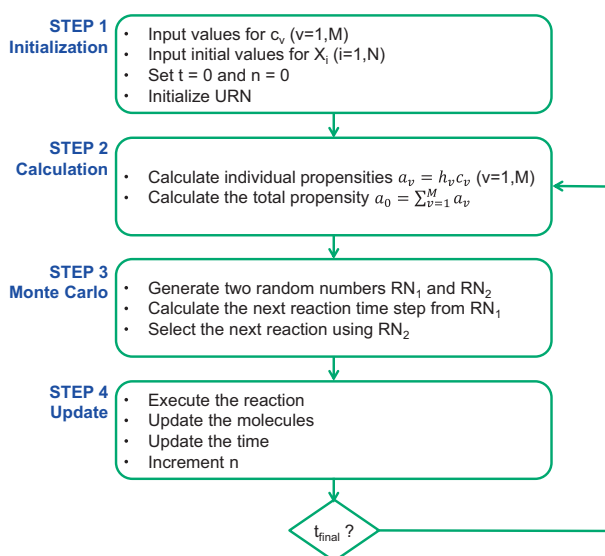 STEP 1
Initialization
• Input values for cᵥ (v=1,M)
• Input initial values for Xᵢ (i=1,N)
• Set t = 0 and n = 0
• Initialize URN
STEP 2
Calculation
• Calculate individual propensities 𝑎ᵥ = ℎᵥ𝑐ᵥ (v=1,M)
• Calculate the total propensity 𝑎₀ = ∑ᴹᵥ₌₁ 𝑎ᵥ
STEP 3
Monte Carlo
• Generate two random numbers RN₁ and RN₂
• Calculate the next reaction time step from RN₁
• Select the next reaction using RN₂
STEP 4
Update
• Execute the reaction
• Update the molecules
• Update the time
• Increment n
t_final ?